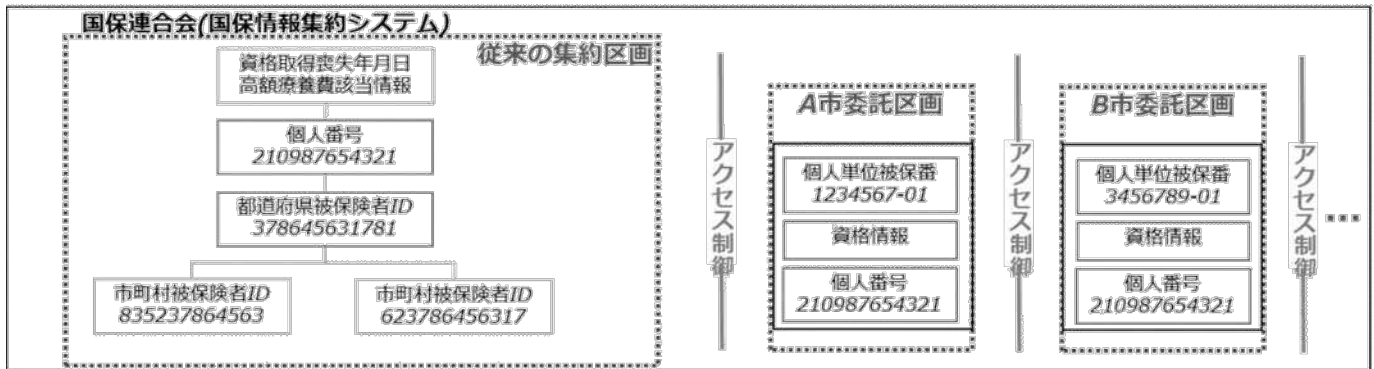 国保連合会(国保情報集約システム)
従来の集約区画
資格取得喪失年月日
高額療養費該当情報
個人番号
210987654321
都道府県被保険者ID
378645631781
市町村被保険者ID
835237864563
市町村被保険者ID
623786456317
アクセス制御
A市委託区画
個人単位被保番
1234567-01
資格情報
個人番号
210987654321
アクセス制御
B市委託区画
個人単位被保番
3456789-01
資格情報
個人番号
210987654321
アクセス制御